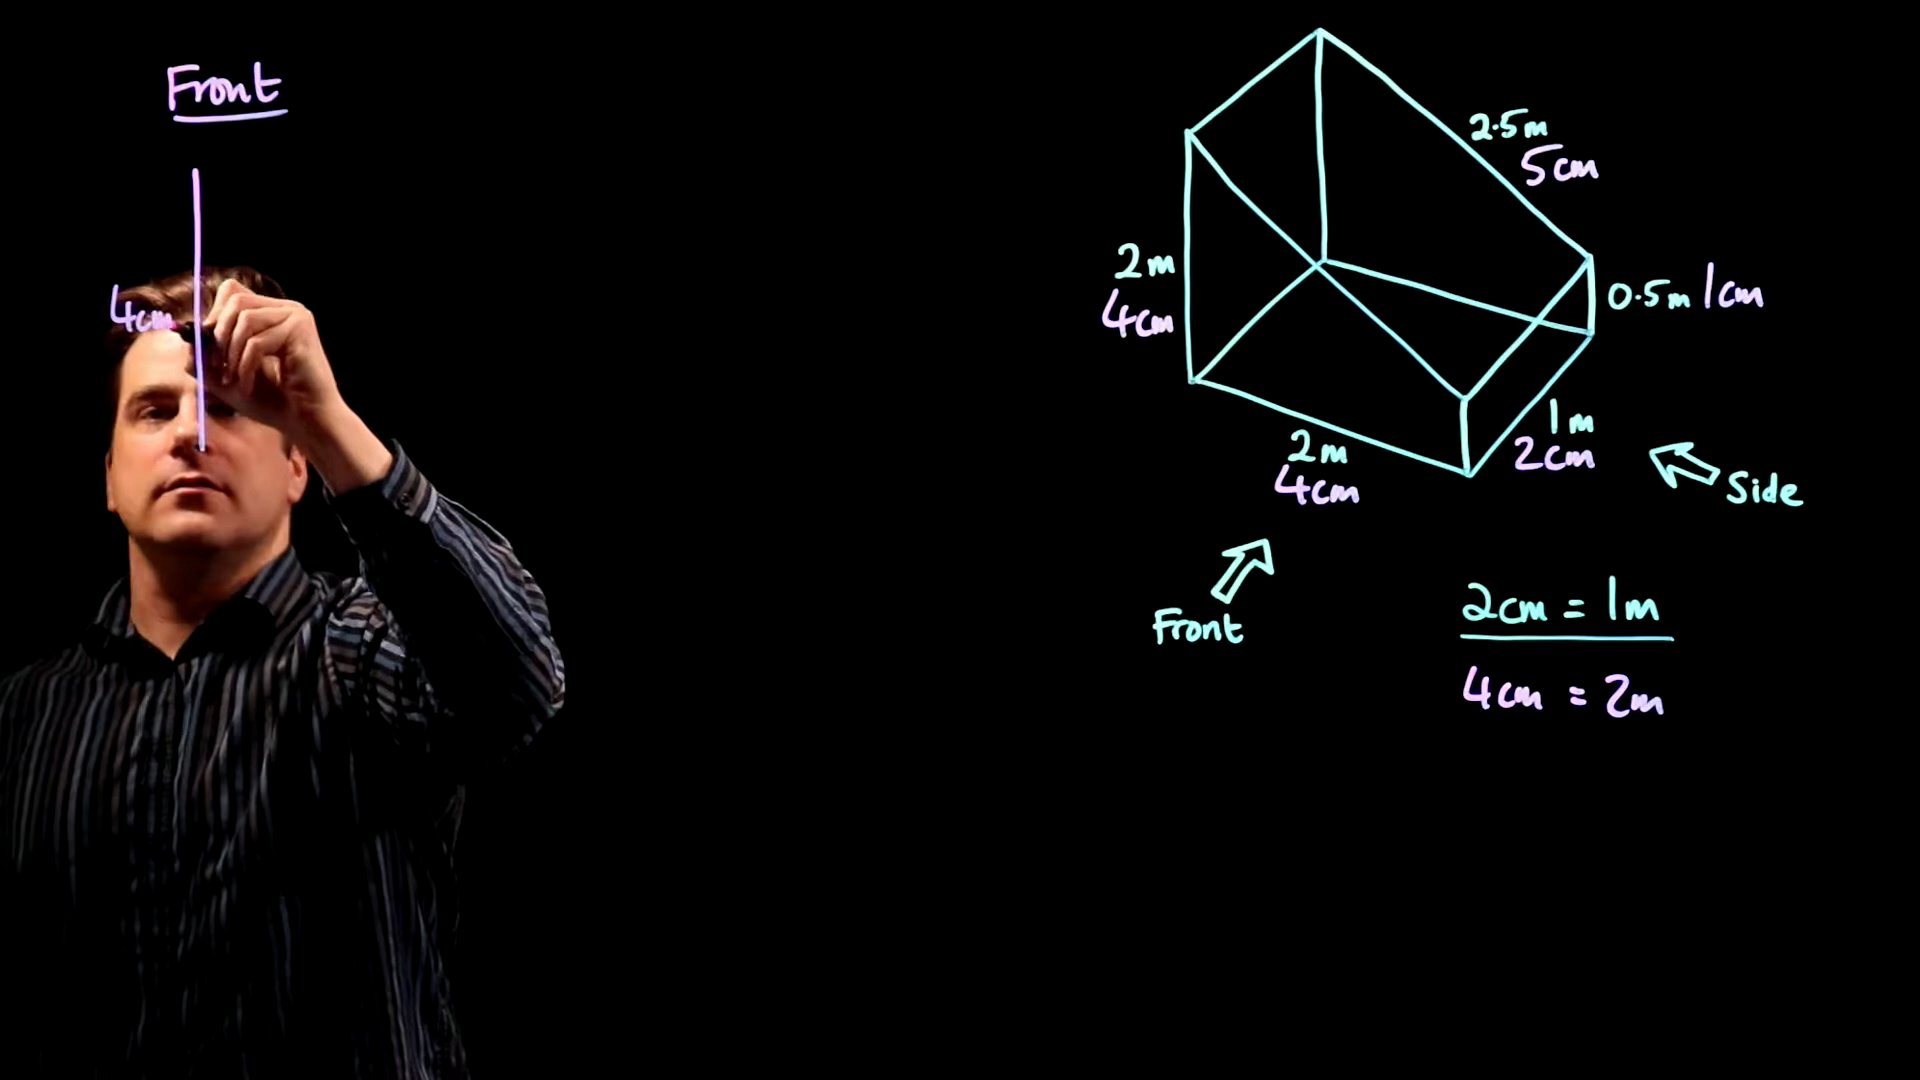 Front
4cm
2.5m
5cm
2m
4cm
0.5m 1cm
2m
4cm
1m
2cm
Side
Front
2cm = 1m
4cm = 2m